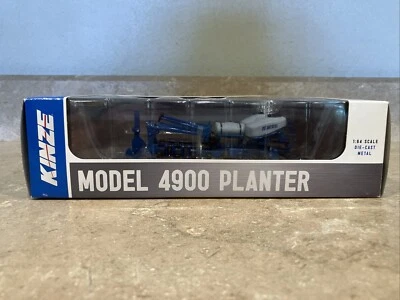 KINZE
1:64 SCALE
DIE-CAST
METAL
MODEL 4900 PLANTER